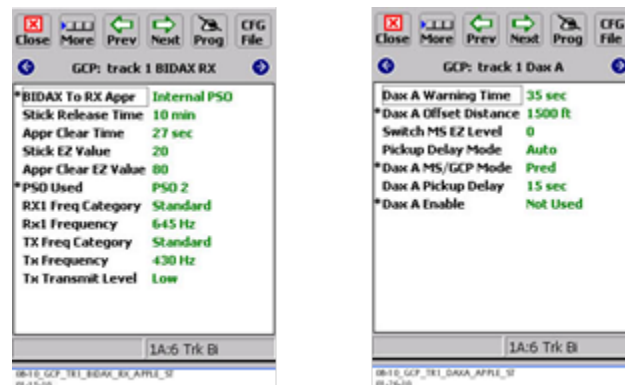 Close More Prev Next Prog CFG File
GCP: track 1 BIDAX RX
*BIDAX To RX Appr Internal PSO
Stick Release Time 10 min
Appr Clear Time 27 sec
Stick EZ Value 20
Appr Clear EZ Value 80
*PSO Used PSO 2
RX1 Freq Category Standard
Rx1 Frequency 645 Hz
TX Freq Category Standard
Tx Frequency 430 Hz
Tx Transmit Level Low
1A:6 Trk Bi
08-10_GCP_TR1_BIDAX_RX_APPLE_ST
Close More Prev Next Prog CFG File
GCP: track 1 Dax A
Dax A Warning Time 35 sec
*Dax A Offset Distance 1500 ft
Switch MS EZ Level 0
Pickup Delay Mode Auto
*Dax A MS/GCP Mode Pred
Dax A Pickup Delay 15 sec
*Dax A Enable Not Used
1A:6 Trk Bi
08-10_GCP_TR1_DAXA_APPLE_ST